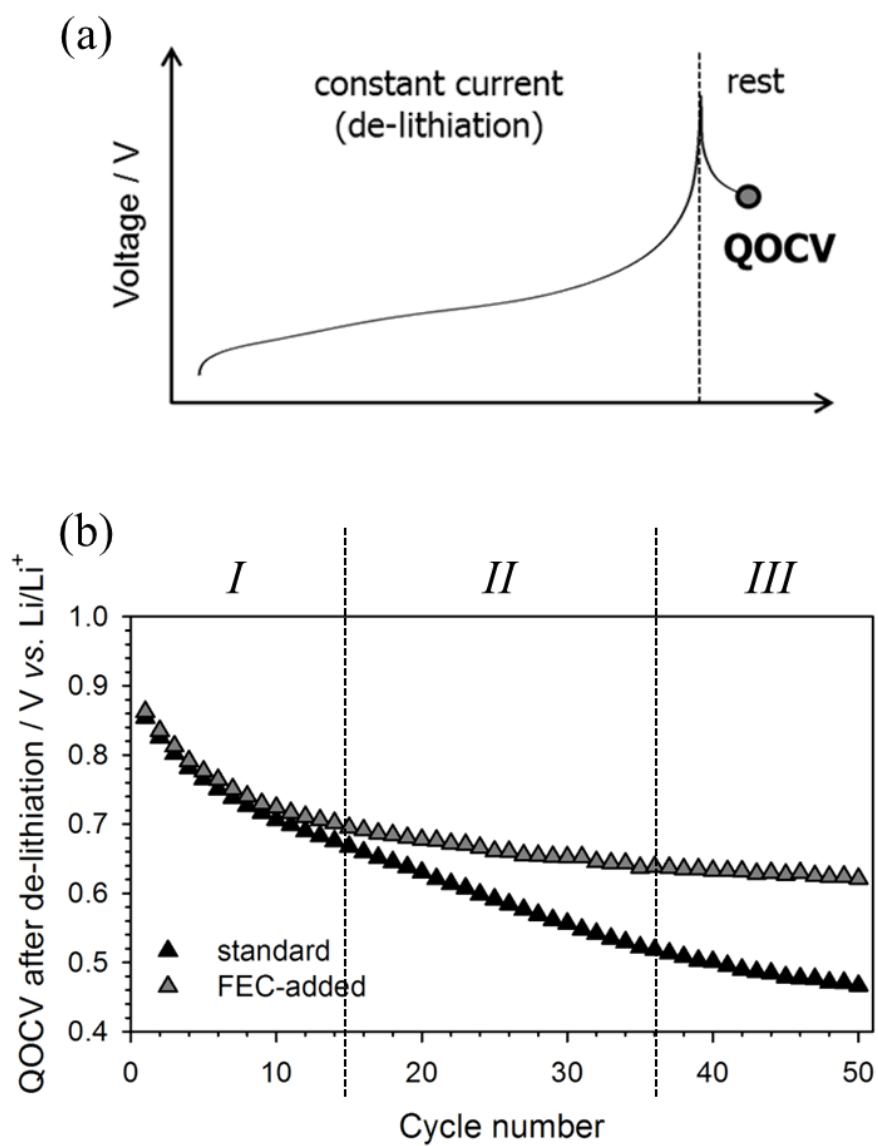 (a)
constant current
(de-lithiation)
rest
Voltage / V
QOCV
(b)
I
II
III
QOCV after de-lithiation / V vs. Li/Li⁺
1.0
0.9
0.8
0.7
0.6
0.5
0.4
standard
FEC-added
0
10
20
30
40
50
Cycle number